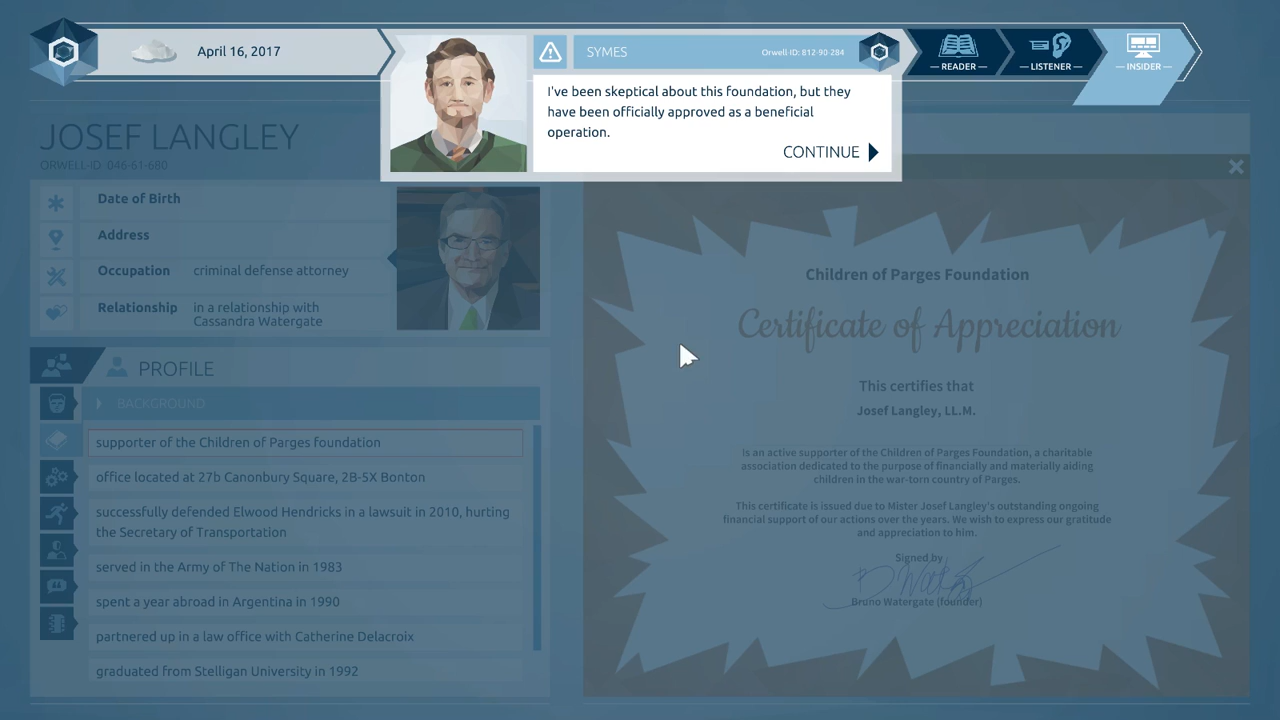 April 16, 2017
SYMES
Orwell-ID: 812-90-284
— READER —
— LISTENER —
— INSIDER —
I've been skeptical about this foundation, but they
have been officially approved as a beneficial
operation.
CONTINUE
JOSEF LANGLEY
ORWELL-ID 046-61-680
Date of Birth
Address
Occupation criminal defense attorney
Relationship in a relationship with
Cassandra Watergate
PROFILE
BACKGROUND
supporter of the Children of Parges foundation
office located at 27b Canonbury Square, 2B-5X Bonton
successfully defended Elwood Hendricks in a lawsuit in 2010, hurting
the Secretary of Transportation
served in the Army of The Nation in 1983
spent a year abroad in Argentina in 1990
partnered up in a law office with Catherine Delacroix
graduated from Stelligan University in 1992
Children of Parges Foundation
Certificate of Appreciation
This certifies that
Josef Langley, LL.M.
is an active supporter of the Children of Parges Foundation, a charitable
association dedicated to the purpose of financially and materially aiding
children in the war-torn country of Parges.
This certificate is issued due to Mister Josef Langley's outstanding ongoing
financial support of our actions over the years. We wish to express our gratitude
and appreciation to him.
Signed by
Bruno Watergate (founder)